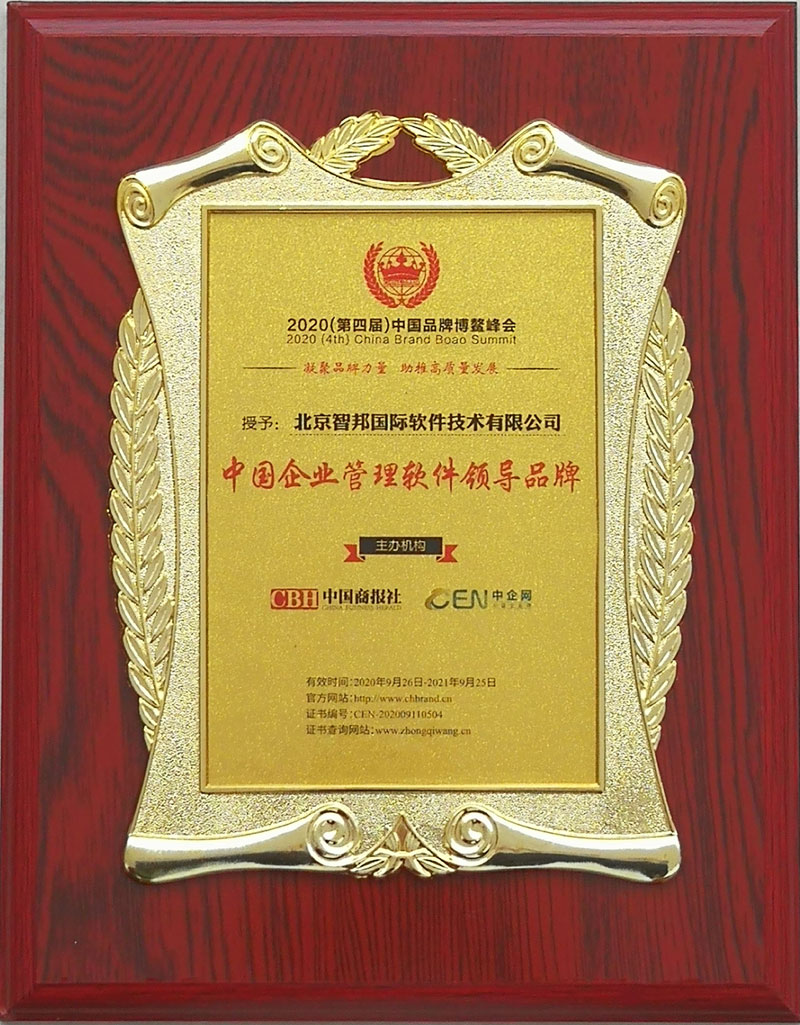 2020(第四届)中国品牌博鳌峰会
2020 (4th) China Brand Boao Summit
凝聚品牌力量 助推高质量发展
授予: 北京智邦国际软件技术有限公司
中国企业管理软件领导品牌
主办机构
CBH 中国商报社 CEN 中企网
CHINA BUSINESS HERALD
有效时间:2020年9月26日-2021年9月25日
官方网站:http://www.chbrand.cn
证书编号:CEN-202009110504
证书查询网站:www.zhongqiwang.cn